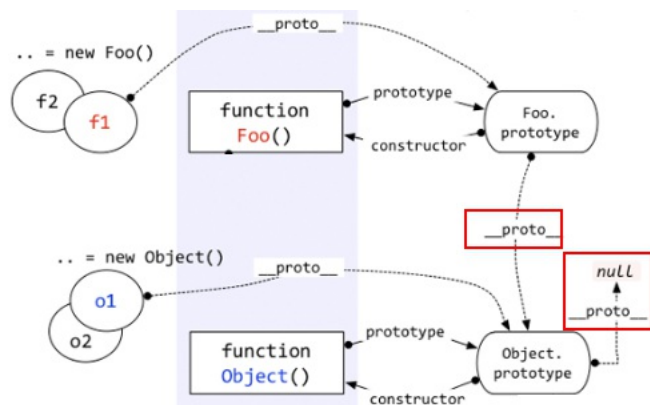 __proto__
.. = new Foo()
f2
f1
function
Foo()
prototype
constructor
Foo.
prototype
__proto__
.. = new Object()
__proto__
null
__proto__
o1
o2
function
Object()
prototype
constructor
Object.
prototype